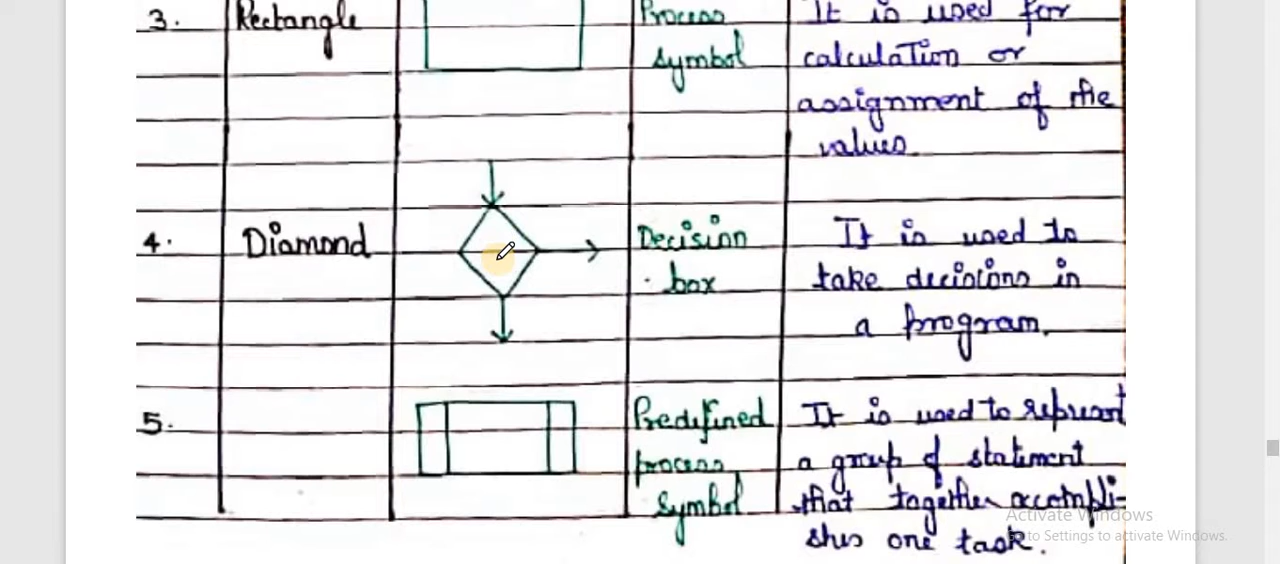 3. Rectangle Process It is used for
symbol calculation or
assignment of the
values.
4. Diamond Decision It is used to
box take decisions in
a program.
5. Predefined It is used to represent
process a group of statement
symbol that together accompli-
shes one task.
Activate Windows
Go to Settings to activate Windows.